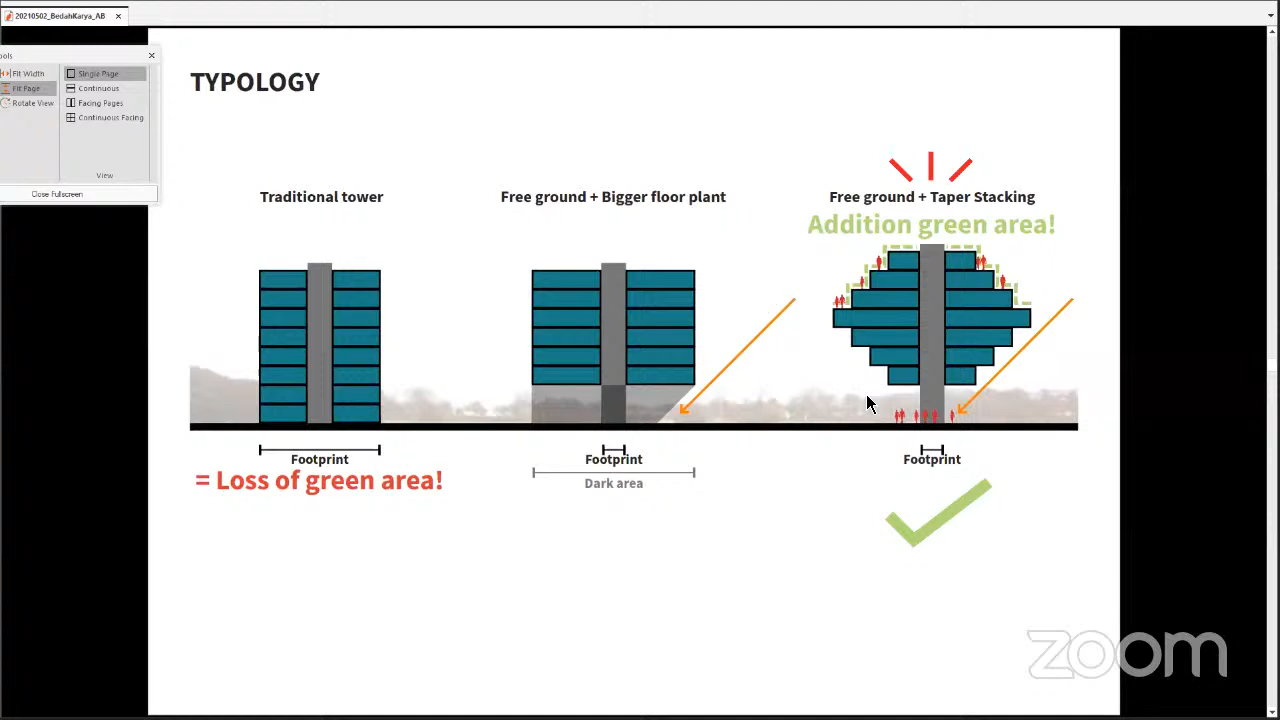 20210502_BedahKarya_AB
ools
Fit Width
Single Page
Fit Page
Continuous
Rotate View
Facing Pages
Continuous Facing
View
Close Fullscreen
TYPOLOGY
Traditional tower
Free ground + Bigger floor plant
Free ground + Taper Stacking
Addition green area!
Footprint
= Loss of green area!
Footprint
Dark area
Footprint
zoom